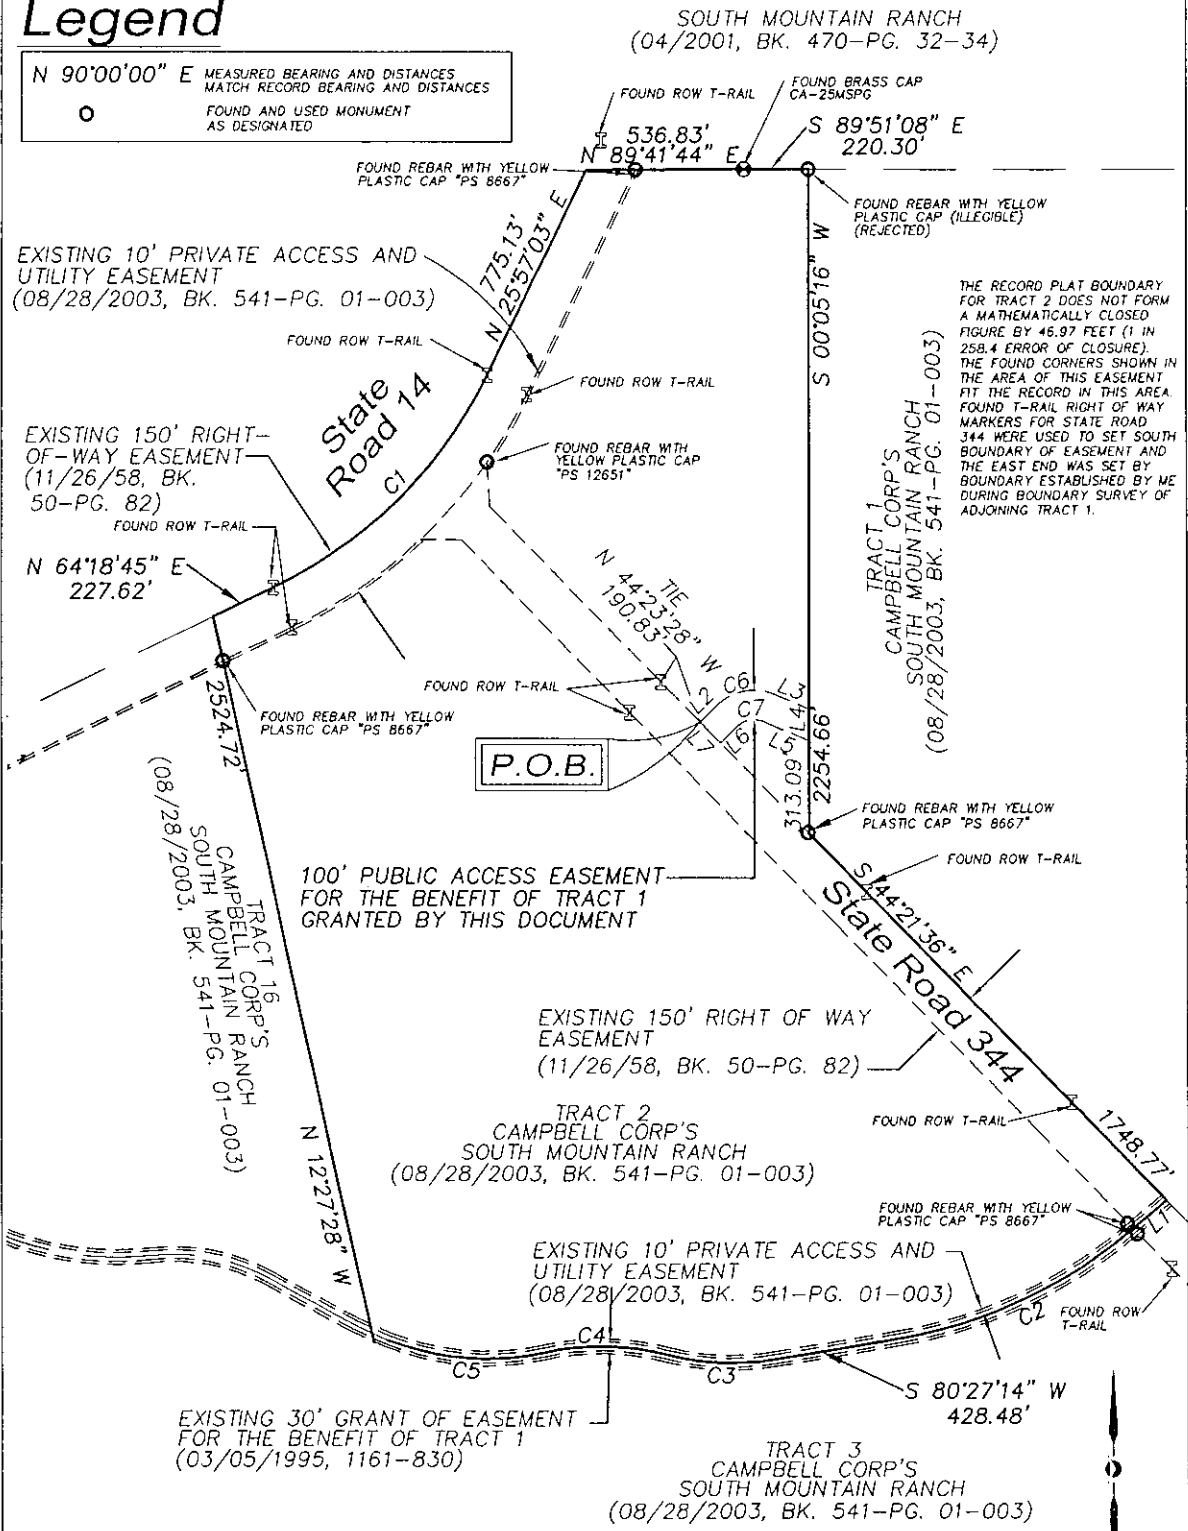 Legend
N 90°00'00" E MEASURED BEARING AND DISTANCES
MATCH RECORD BEARING AND DISTANCES
FOUND AND USED MONUMENT
AS DESIGNATED
SOUTH MOUNTAIN RANCH
(04/2001, BK. 470-PG. 32-34)
FOUND ROW T-RAIL
FOUND BRASS CAP
CA-25MSPG
536.83'
N 89°41'44" E
S 89°51'08" E
220.30'
FOUND REBAR WITH YELLOW
PLASTIC CAP "PS 8667"
FOUND REBAR WITH YELLOW
PLASTIC CAP (ILLEGIBLE)
(REJECTED)
EXISTING 10' PRIVATE ACCESS AND
UTILITY EASEMENT
(08/28/2003, BK. 541-PG. 01-003)
775.13'
N 25°57'03" E
S 00°05'16" W
THE RECORD PLAT BOUNDARY
FOR TRACT 2 DOES NOT FORM
A MATHEMATICALLY CLOSED
FIGURE BY 46.97 FEET (1 IN
258.4 ERROR OF CLOSURE).
THE FOUND CORNERS SHOWN IN
THE AREA OF THIS EASEMENT
FIT THE RECORD IN THIS AREA.
FOUND T-RAIL RIGHT OF WAY
MARKERS FOR STATE ROAD
344 WERE USED TO SET SOUTH
BOUNDARY OF EASEMENT AND
THE EAST END WAS SET BY
BOUNDARY ESTABLISHED BY ME
DURING BOUNDARY SURVEY OF
ADJOINING TRACT 1.
FOUND ROW T-RAIL
FOUND ROW T-RAIL
State
Road 14
C1
EXISTING 150' RIGHT-
OF-WAY EASEMENT
(11/26/58, BK.
50-PG. 82)
FOUND REBAR WITH
YELLOW PLASTIC CAP
"PS 12651"
FOUND ROW T-RAIL
N 64°18'45" E
227.62'
TRACT 1
CAMPBELL CORP'S
SOUTH MOUNTAIN RANCH
(08/28/2003, BK. 541-PG. 01-003)
TIE
N 44°23'28" W
190.83'
FOUND ROW T-RAIL
L2
C6
L3
C7
L4
L7
L6
L5
FOUND REBAR WITH YELLOW
PLASTIC CAP "PS 8667"
2524.72'
P.O.B.
313.09'
2254.66'
FOUND REBAR WITH YELLOW
PLASTIC CAP "PS 8667"
FOUND ROW T-RAIL
100' PUBLIC ACCESS EASEMENT
FOR THE BENEFIT OF TRACT 1
GRANTED BY THIS DOCUMENT
S 44°21'36" E
State Road 344
TRACT 16
CAMPBELL CORP'S
SOUTH MOUNTAIN RANCH
(08/28/2003, BK. 541-PG. 01-003)
EXISTING 150' RIGHT OF WAY
EASEMENT
(11/26/58, BK. 50-PG. 82)
TRACT 2
CAMPBELL CORP'S
SOUTH MOUNTAIN RANCH
(08/28/2003, BK. 541-PG. 01-003)
FOUND ROW T-RAIL
1748.77'
N 12°27'28" W
FOUND REBAR WITH YELLOW
PLASTIC CAP "PS 8667"
L1
EXISTING 10' PRIVATE ACCESS AND
UTILITY EASEMENT
(08/28/2003, BK. 541-PG. 01-003)
C2
FOUND ROW
T-RAIL
C4
C5
C3
S 80°27'14" W
428.48'
EXISTING 30' GRANT OF EASEMENT
FOR THE BENEFIT OF TRACT 1
(03/05/1995, 1161-830)
TRACT 3
CAMPBELL CORP'S
SOUTH MOUNTAIN RANCH
(08/28/2003, BK. 541-PG. 01-003)